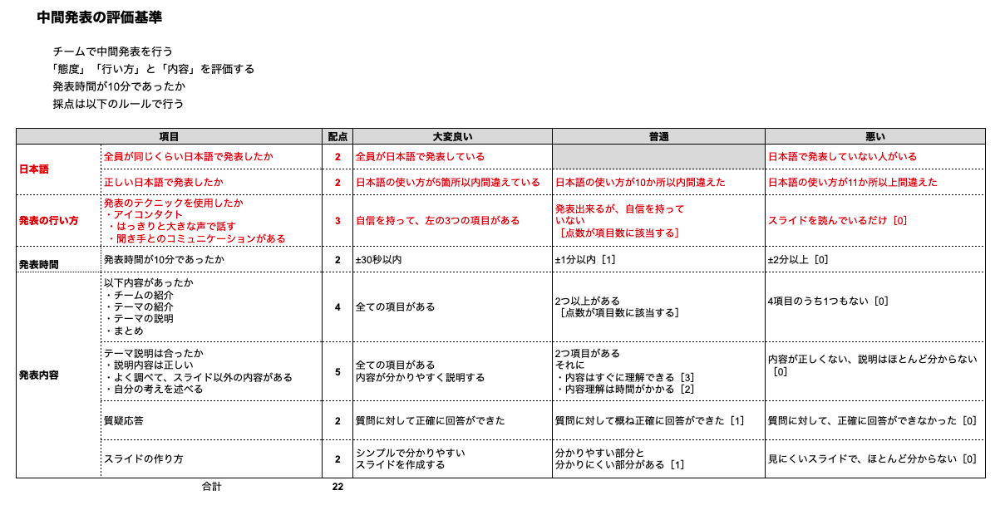 中間発表の評価基準
チームで中間発表を行う
「態度」「行い方」と「内容」を評価する
発表時間が10分であったか
採点は以下のルールで行う
項目 配点 大変良い 普通 悪い
日本語
全員が同じくらい日本語で発表したか 2 全員が日本語で発表している 日本語で発表していない人がいる
正しい日本語で発表したか 2 日本語の使い方が5箇所以内間違えている 日本語の使い方が10か所以内間違えた 日本語の使い方が11か所以上間違えた
発表の行い方
発表のテクニックを使用したか
・アイコンタクト
・はっきりと大きな声で話す
・聞き手とのコミュニケーションがある
3
自信を持って、左の3つの項目がある
発表出来るが、自信を持って
いない
［点数が項目数に該当する］
スライドを読んでいるだけ［0］
発表時間
発表時間が10分であったか 2 ±30秒以内 ±1分以内［1］ ±2分以上［0］
発表内容
以下内容があったか
・チームの紹介
・テーマの紹介
・テーマの説明
・まとめ
4
全ての項目がある
2つ以上がある
［点数が項目数に該当する］
4項目のうち1つもない［0］
テーマ説明は合ったか
・説明内容は正しい
・よく調べて、スライド以外の内容がある
・自分の考えを述べる
5
全ての項目がある
内容が分かりやすく説明する
2つ項目がある
それに
・内容はすぐに理解できる［3］
・内容理解は時間がかかる［2］
内容が正しくない、説明はほとんど分からない
［0］
質疑応答 2 質問に対して正確に回答ができた 質問に対して概ね正確に回答ができた［1］ 質問に対して、正確に回答ができなかった［0］
スライドの作り方
2
シンプルで分かりやすい
スライドを作成する
分かりやすい部分と
分かりにくい部分がある［1］
見にくいスライドで、ほとんど分からない［0］
合計 22